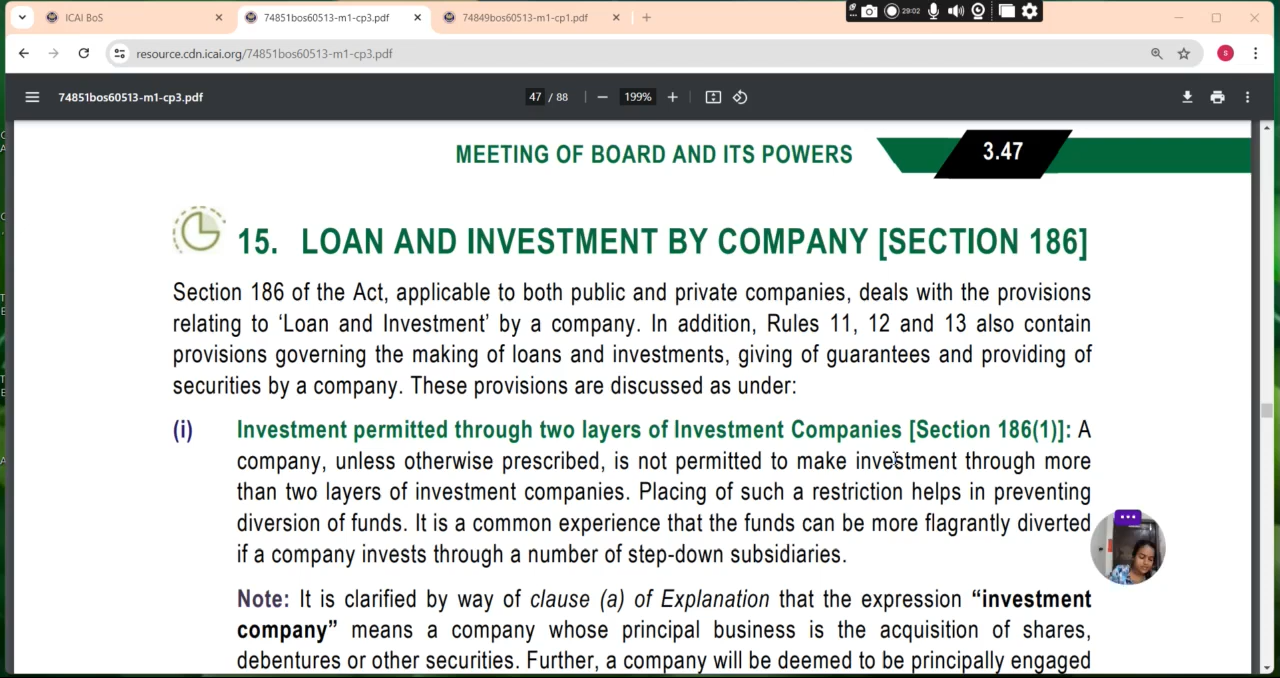 ICAI BoS
74851bos60513-m1-cp3.pdf
74849bos60513-m1-cp1.pdf
29:02
resource.cdn.icai.org/74851bos60513-m1-cp3.pdf
S
74851bos60513-m1-cp3.pdf
47 / 88
199%
MEETING OF BOARD AND ITS POWERS
3.47
15. LOAN AND INVESTMENT BY COMPANY [SECTION 186]
Section 186 of the Act, applicable to both public and private companies, deals with the provisions
relating to ‘Loan and Investment’ by a company. In addition, Rules 11, 12 and 13 also contain
provisions governing the making of loans and investments, giving of guarantees and providing of
securities by a company. These provisions are discussed as under:
(i) Investment permitted through two layers of Investment Companies [Section 186(1)]: A
company, unless otherwise prescribed, is not permitted to make investment through more
than two layers of investment companies. Placing of such a restriction helps in preventing
diversion of funds. It is a common experience that the funds can be more flagrantly diverted
if a company invests through a number of step-down subsidiaries.
Note: It is clarified by way of clause (a) of Explanation that the expression “investment
company” means a company whose principal business is the acquisition of shares,
debentures or other securities. Further, a company will be deemed to be principally engaged